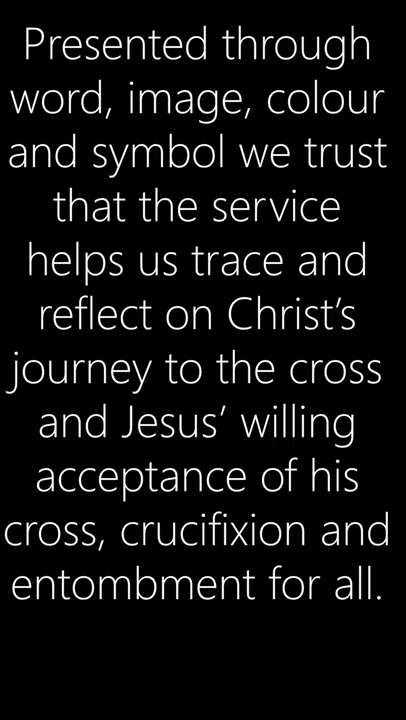 Presented through
word, image, colour
and symbol we trust
that the service
helps us trace and
reflect on Christ’s
journey to the cross
and Jesus’ willing
acceptance of his
cross, crucifixion and
entombment for all.